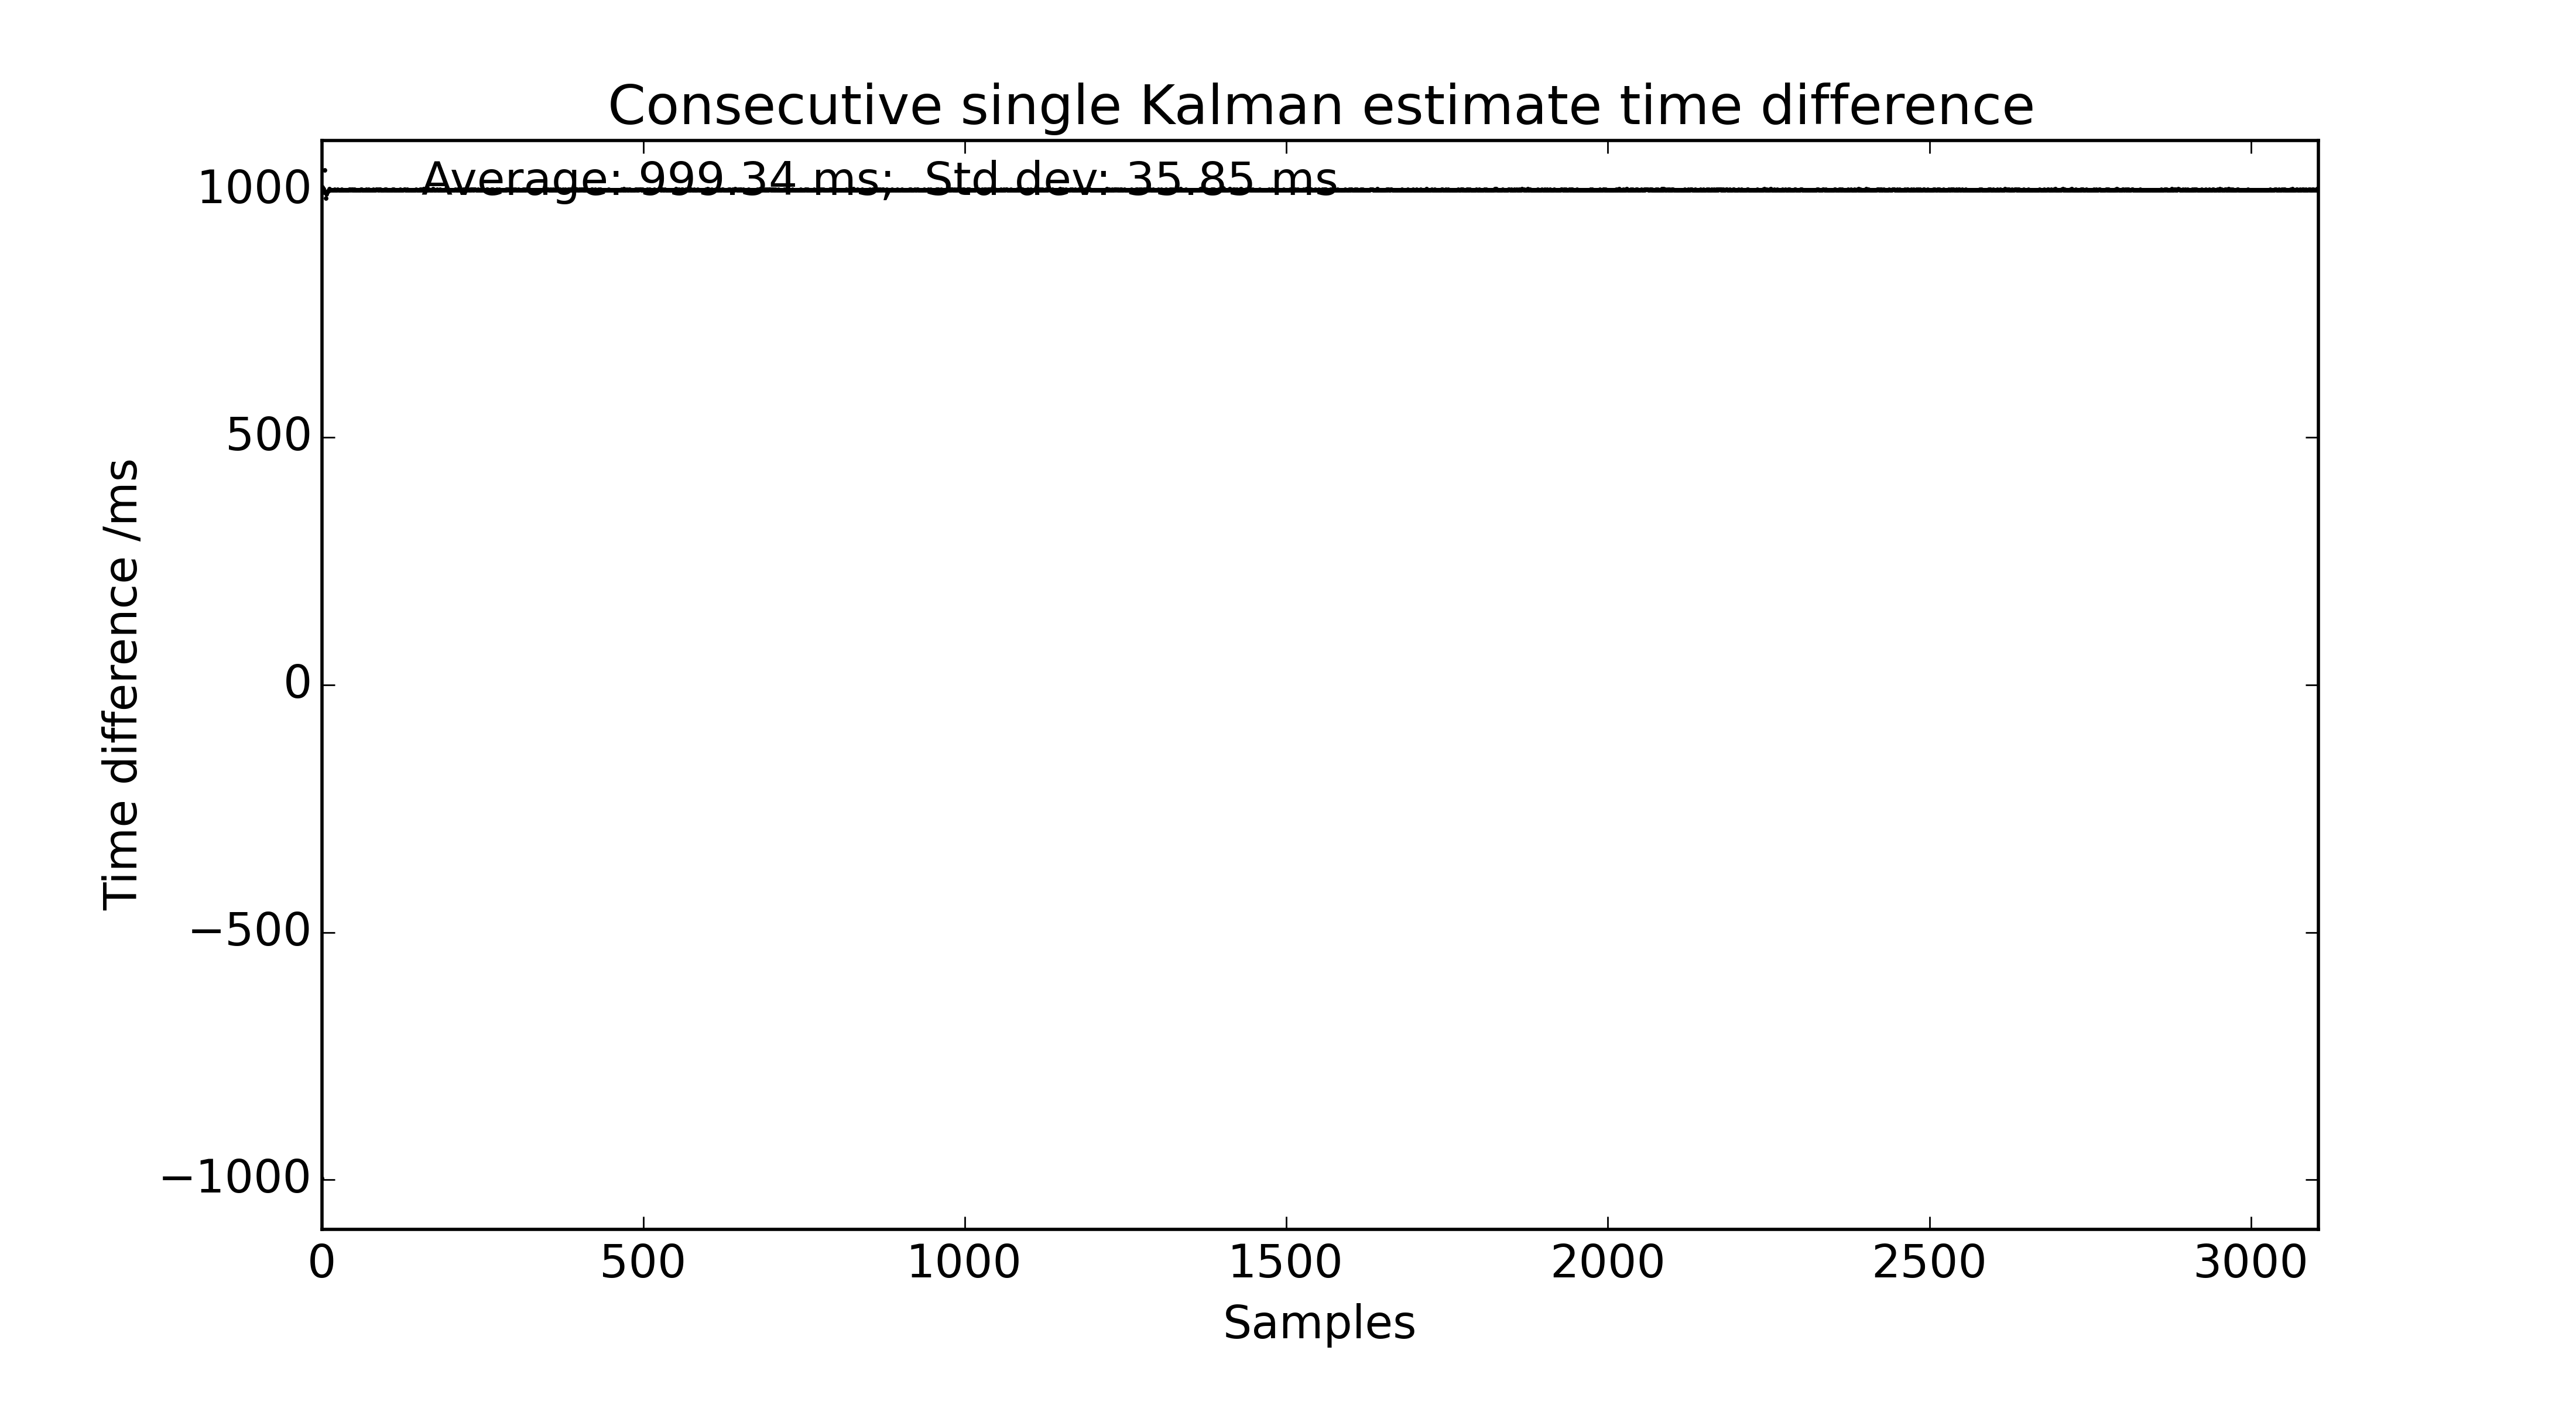 Consecutive single Kalman estimate time difference
Average: 999.34 ms;  Std dev: 35.85 ms
1000
500
0
−500
−1000
Time difference /ms
0 500 1000 1500 2000 2500 3000
Samples